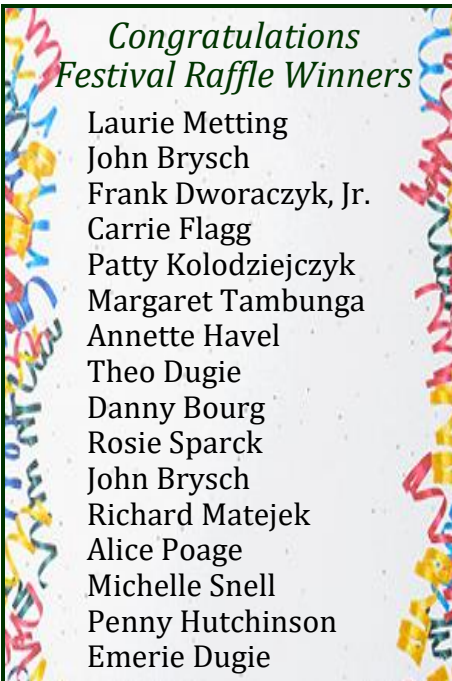 Congratulations
Festival Raffle Winners
Laurie Metting
John Brysch
Frank Dworaczyk, Jr.
Carrie Flagg
Patty Kolodziejczyk
Margaret Tambunga
Annette Havel
Theo Dugie
Danny Bourg
Rosie Sparck
John Brysch
Richard Matejek
Alice Poage
Michelle Snell
Penny Hutchinson
Emerie Dugie